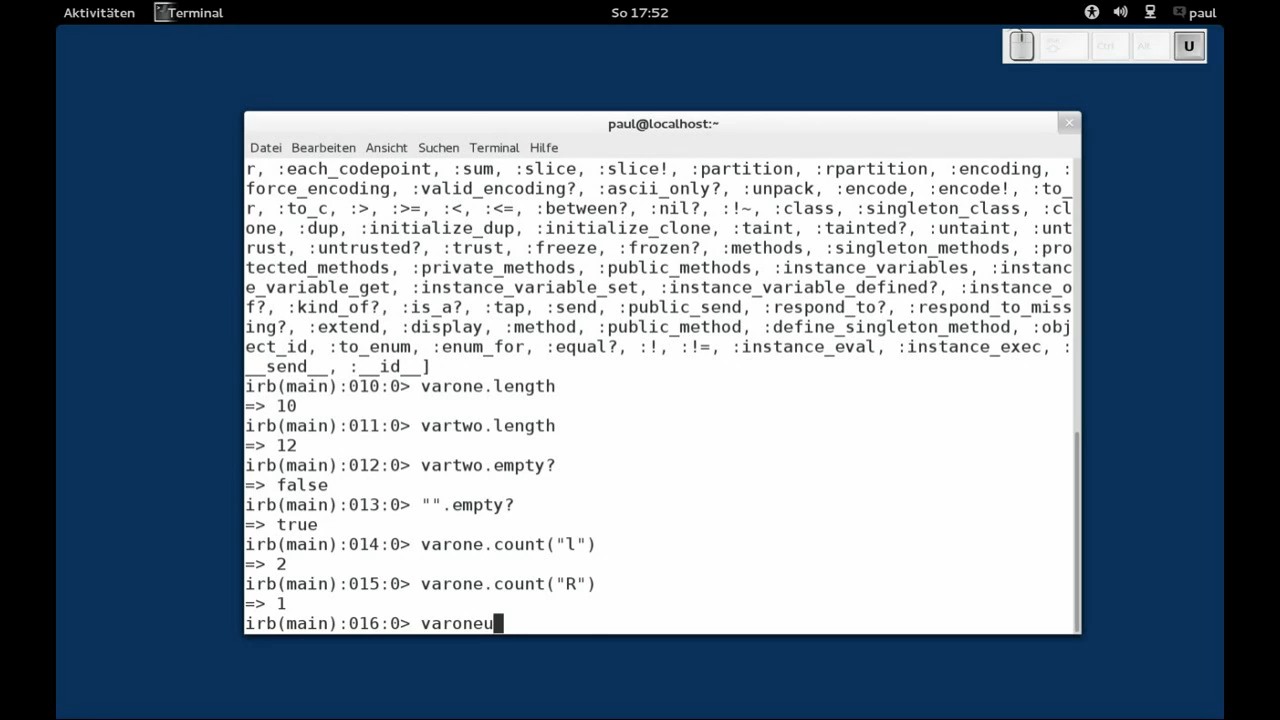 Aktivitäten Terminal So 17:52 paul
Ctrl Alt U
paul@localhost:~
Datei Bearbeiten Ansicht Suchen Terminal Hilfe
r, :each_codepoint, :sum, :slice, :slice!, :partition, :rpartition, :encoding, :
force_encoding, :valid_encoding?, :ascii_only?, :unpack, :encode, :encode!, :to_
r, :to_c, :>, :>=, :<, :<=, :between?, :nil?, :!~, :class, :singleton_class, :cl
one, :dup, :initialize_dup, :initialize_clone, :taint, :tainted?, :untaint, :unt
rust, :untrusted?, :trust, :freeze, :frozen?, :methods, :singleton_methods, :pro
tected_methods, :private_methods, :public_methods, :instance_variables, :instanc
e_variable_get, :instance_variable_set, :instance_variable_defined?, :instance_o
f?, :kind_of?, :is_a?, :tap, :send, :public_send, :respond_to?, :respond_to_miss
ing?, :extend, :display, :method, :public_method, :define_singleton_method, :obj
ect_id, :to_enum, :enum_for, :equal?, :!, :!=, :instance_eval, :instance_exec, :
__send__, :__id__]
irb(main):010:0> varone.length
=> 10
irb(main):011:0> vartwo.length
=> 12
irb(main):012:0> vartwo.empty?
=> false
irb(main):013:0> "".empty?
=> true
irb(main):014:0> varone.count("l")
=> 2
irb(main):015:0> varone.count("R")
=> 1
irb(main):016:0> varoneu